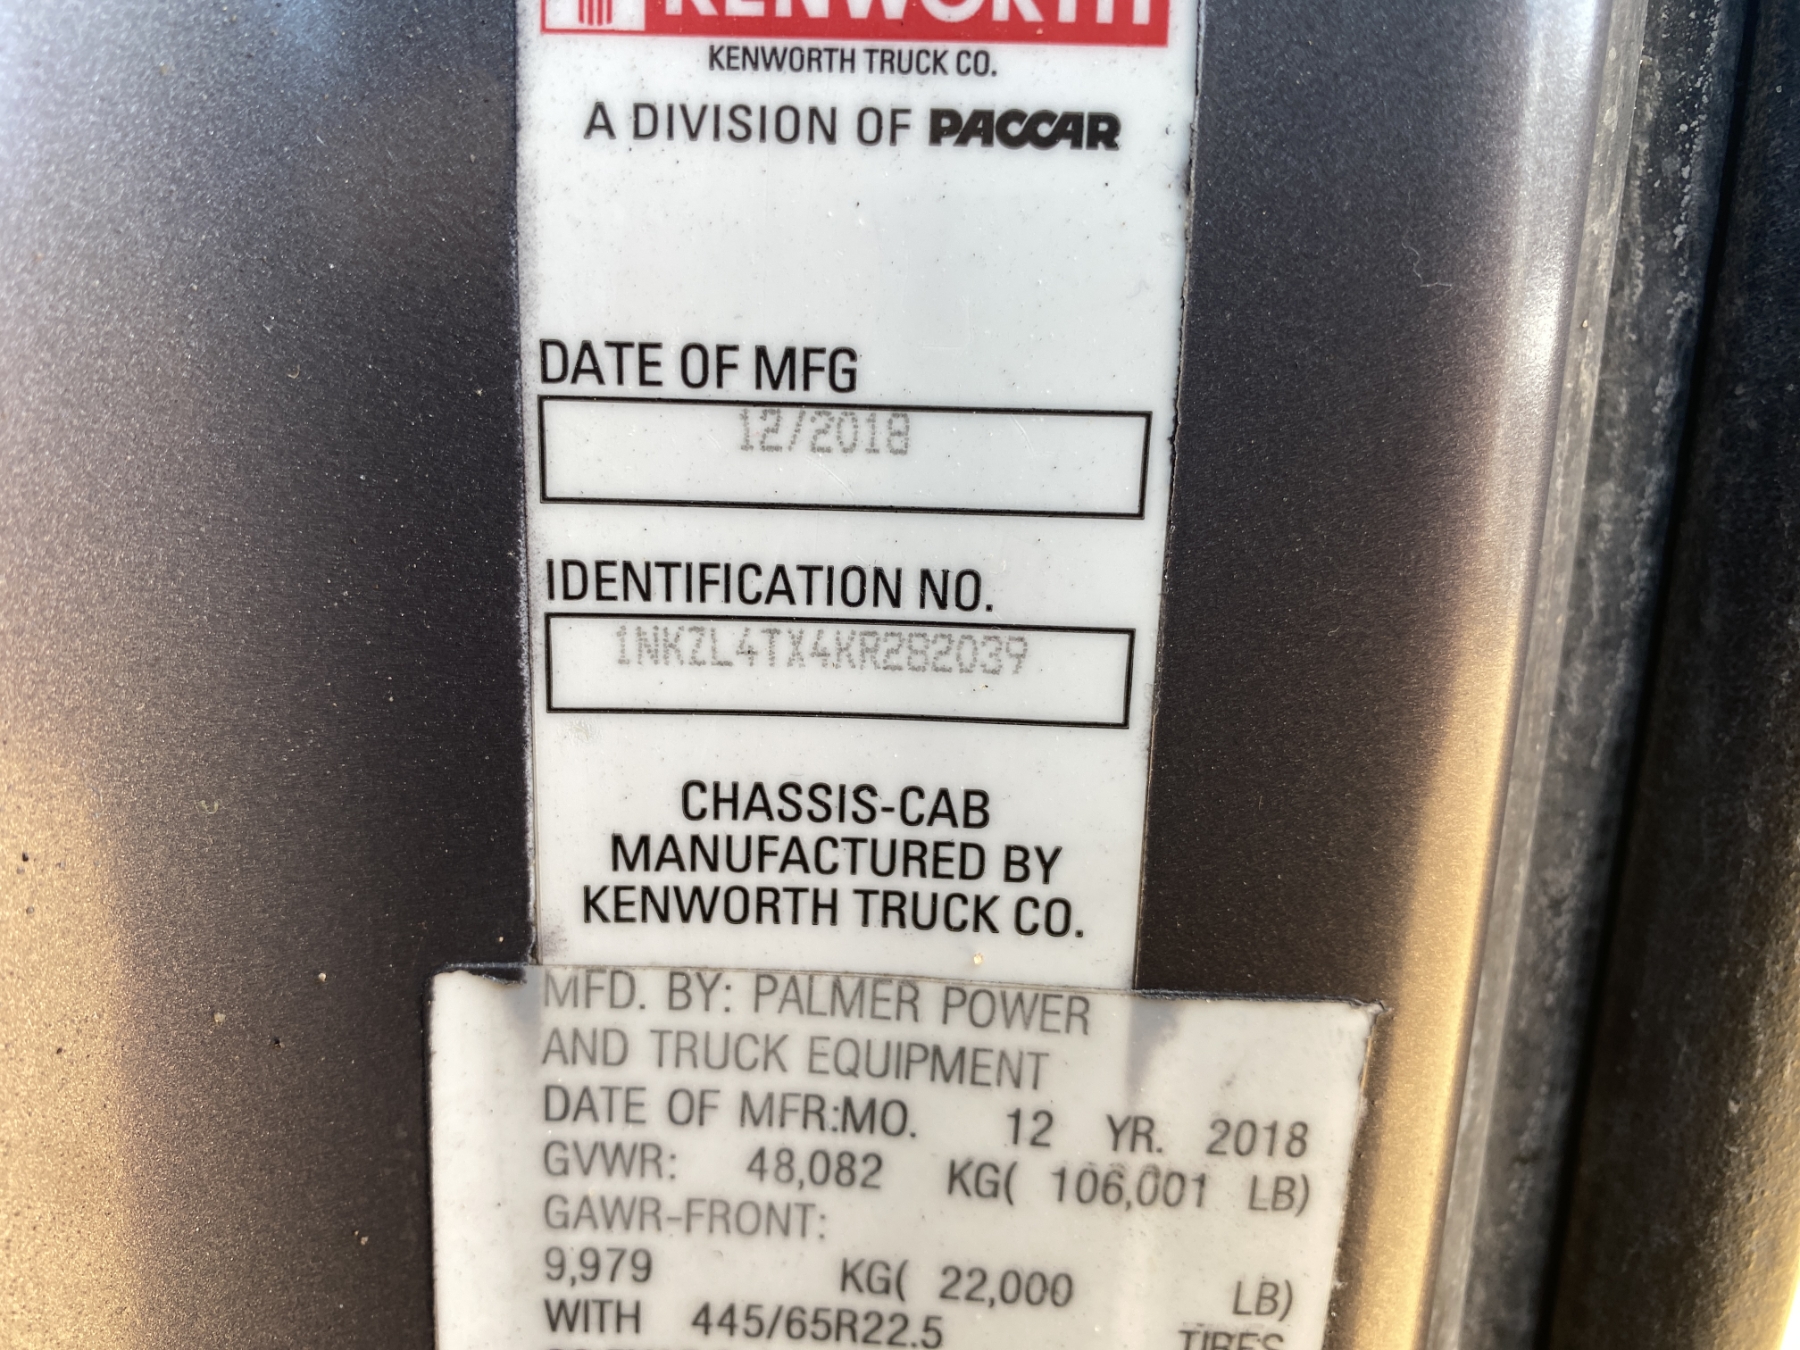 KENWORTH
KENWORTH TRUCK CO.
A DIVISION OF PACCAR
DATE OF MFG
12/2018
IDENTIFICATION NO.
1NKZL4TX4KR282039
CHASSIS-CAB
MANUFACTURED BY
KENWORTH TRUCK CO.
MFD. BY: PALMER POWER
AND TRUCK EQUIPMENT
DATE OF MFR:MO. 12 YR. 2018
GVWR: 48,082 KG( 106,001 LB)
GAWR-FRONT:
9,979 KG( 22,000 LB)
WITH 445/65R22.5 TIRES